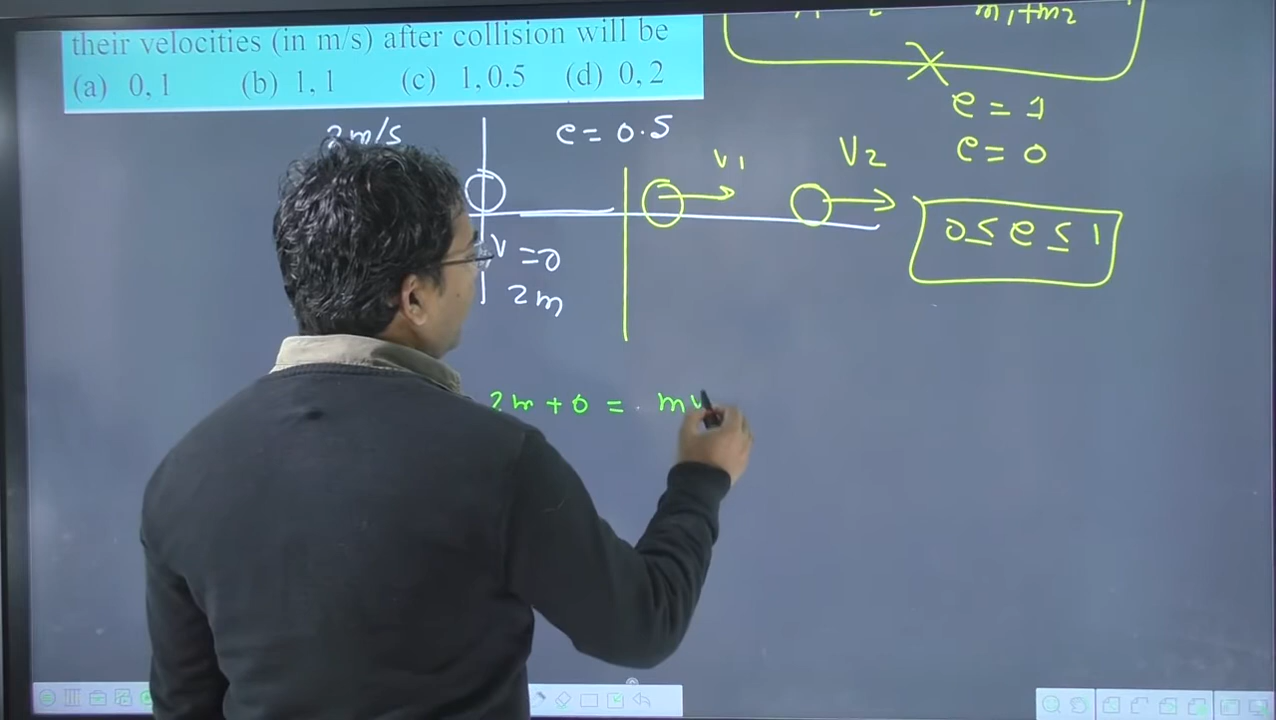 their velocities (in m/s) after collision will be
(a) 0, 1 (b) 1, 1 (c) 1, 0.5 (d) 0, 2
m1+m2
e = 1
e = 0
0 ≤ e ≤ 1
2m/s
e = 0.5
v1
v2
v = 0
2m
2m + 0 = m